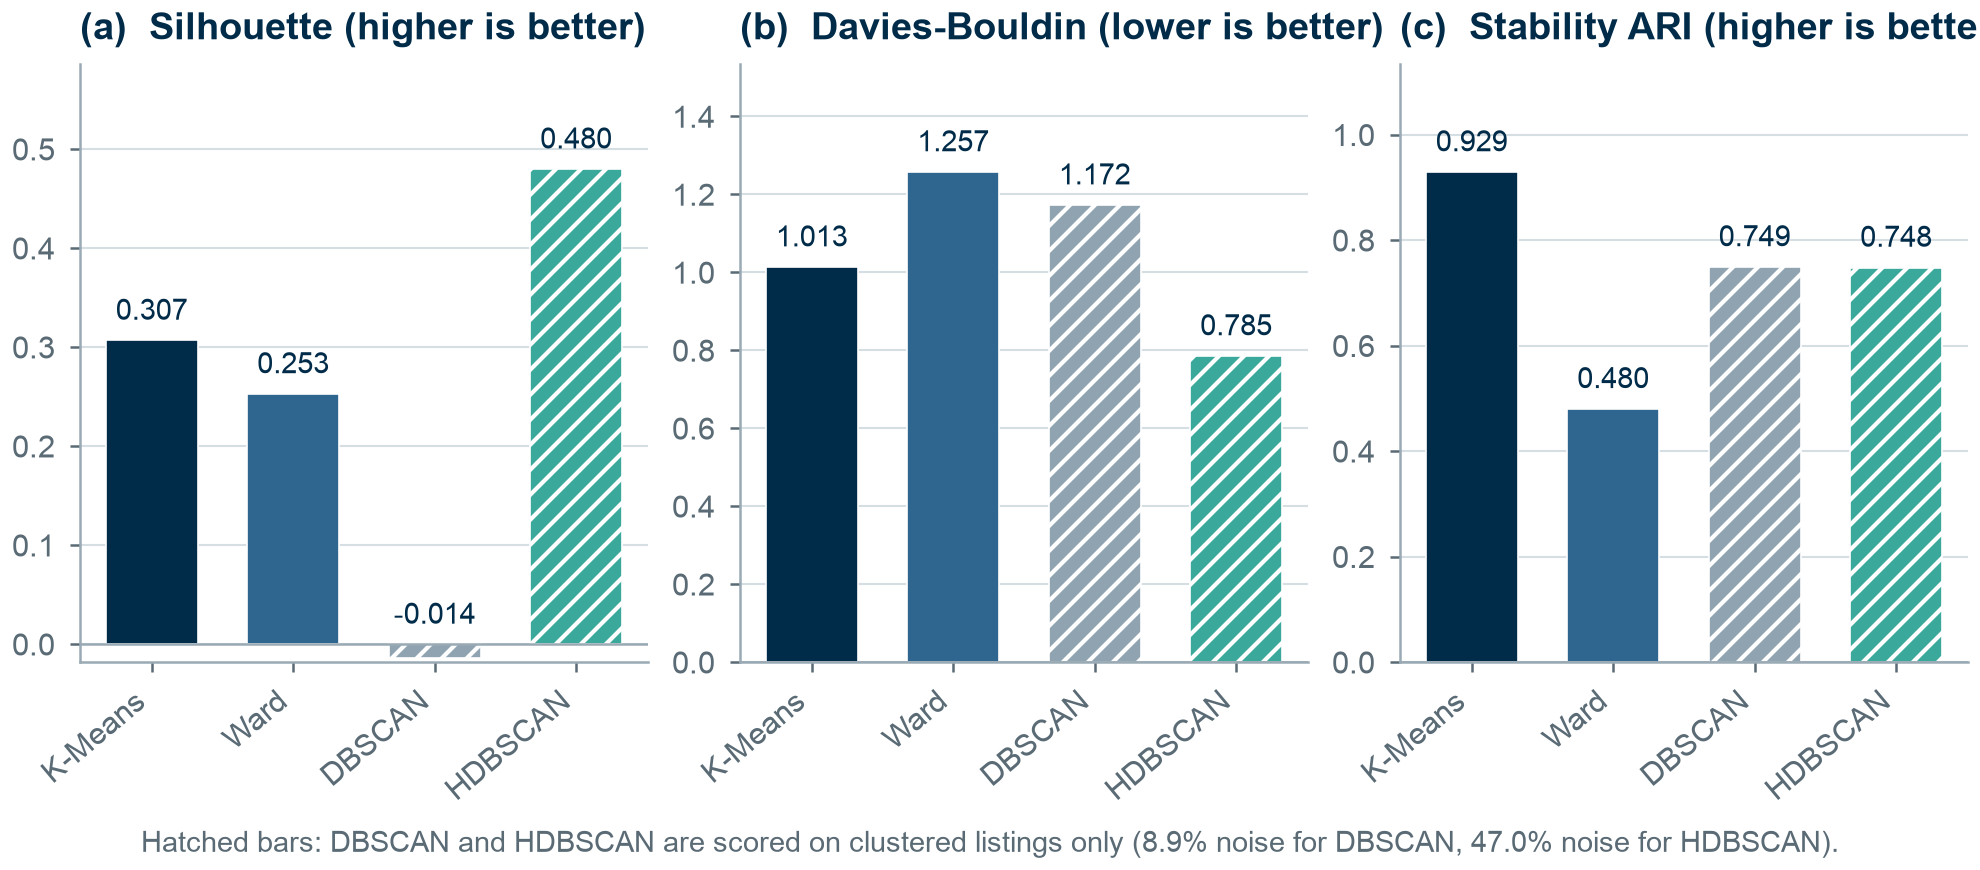 (a) Silhouette (higher is better)
(b) Davies-Bouldin (lower is better)
(c) Stability ARI (higher is bette
0.5
0.4
0.3
0.2
0.1
0.0
0.307
0.253
-0.014
0.480
K-Means
Ward
DBSCAN
HDBSCAN
1.4
1.2
1.0
0.8
0.6
0.4
0.2
0.0
1.013
1.257
1.172
0.785
K-Means
Ward
DBSCAN
HDBSCAN
1.0
0.8
0.6
0.4
0.2
0.0
0.929
0.480
0.749
0.748
K-Means
Ward
DBSCAN
HDBSCAN
Hatched bars: DBSCAN and HDBSCAN are scored on clustered listings only (8.9% noise for DBSCAN, 47.0% noise for HDBSCAN).